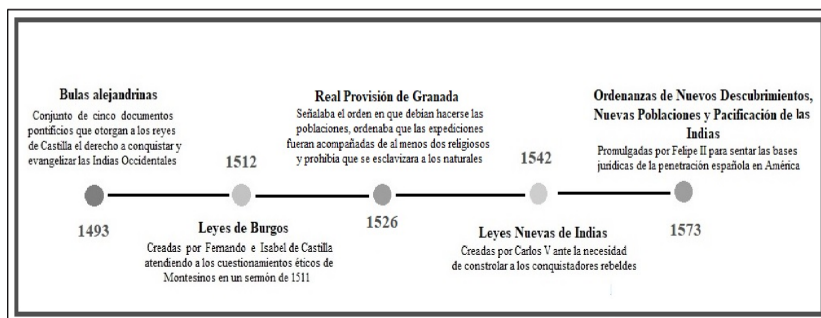 Bulas alejandrinas
Conjunto de cinco documentos
pontificios que otorgan a los reyes
de Castilla el derecho a conquistar y
evangelizar las Indias Occidentales
1493
1512
Leyes de Burgos
Creadas por Fernando e Isabel de Castilla
atendiendo a los cuestionamientos éticos de
Montesinos en un sermón de 1511
Real Provisión de Granada
Señalaba el orden en que debian hacerse las
poblaciones, ordenaba que las expediciones
fueran acompañadas de al menos dos religiosos
y prohibia que se esclavizara a los naturales
1526
1542
Leyes Nuevas de Indias
Creadas por Carlos V ante la necesidad
de constrolar a los conquistadores rebeldes
Ordenanzas de Nuevos Descubrimientos,
Nuevas Poblaciones y Pacificación de las
Indias
Promulgadas por Felipe II para sentar las bases
juridicas de la penetración española en América
1573